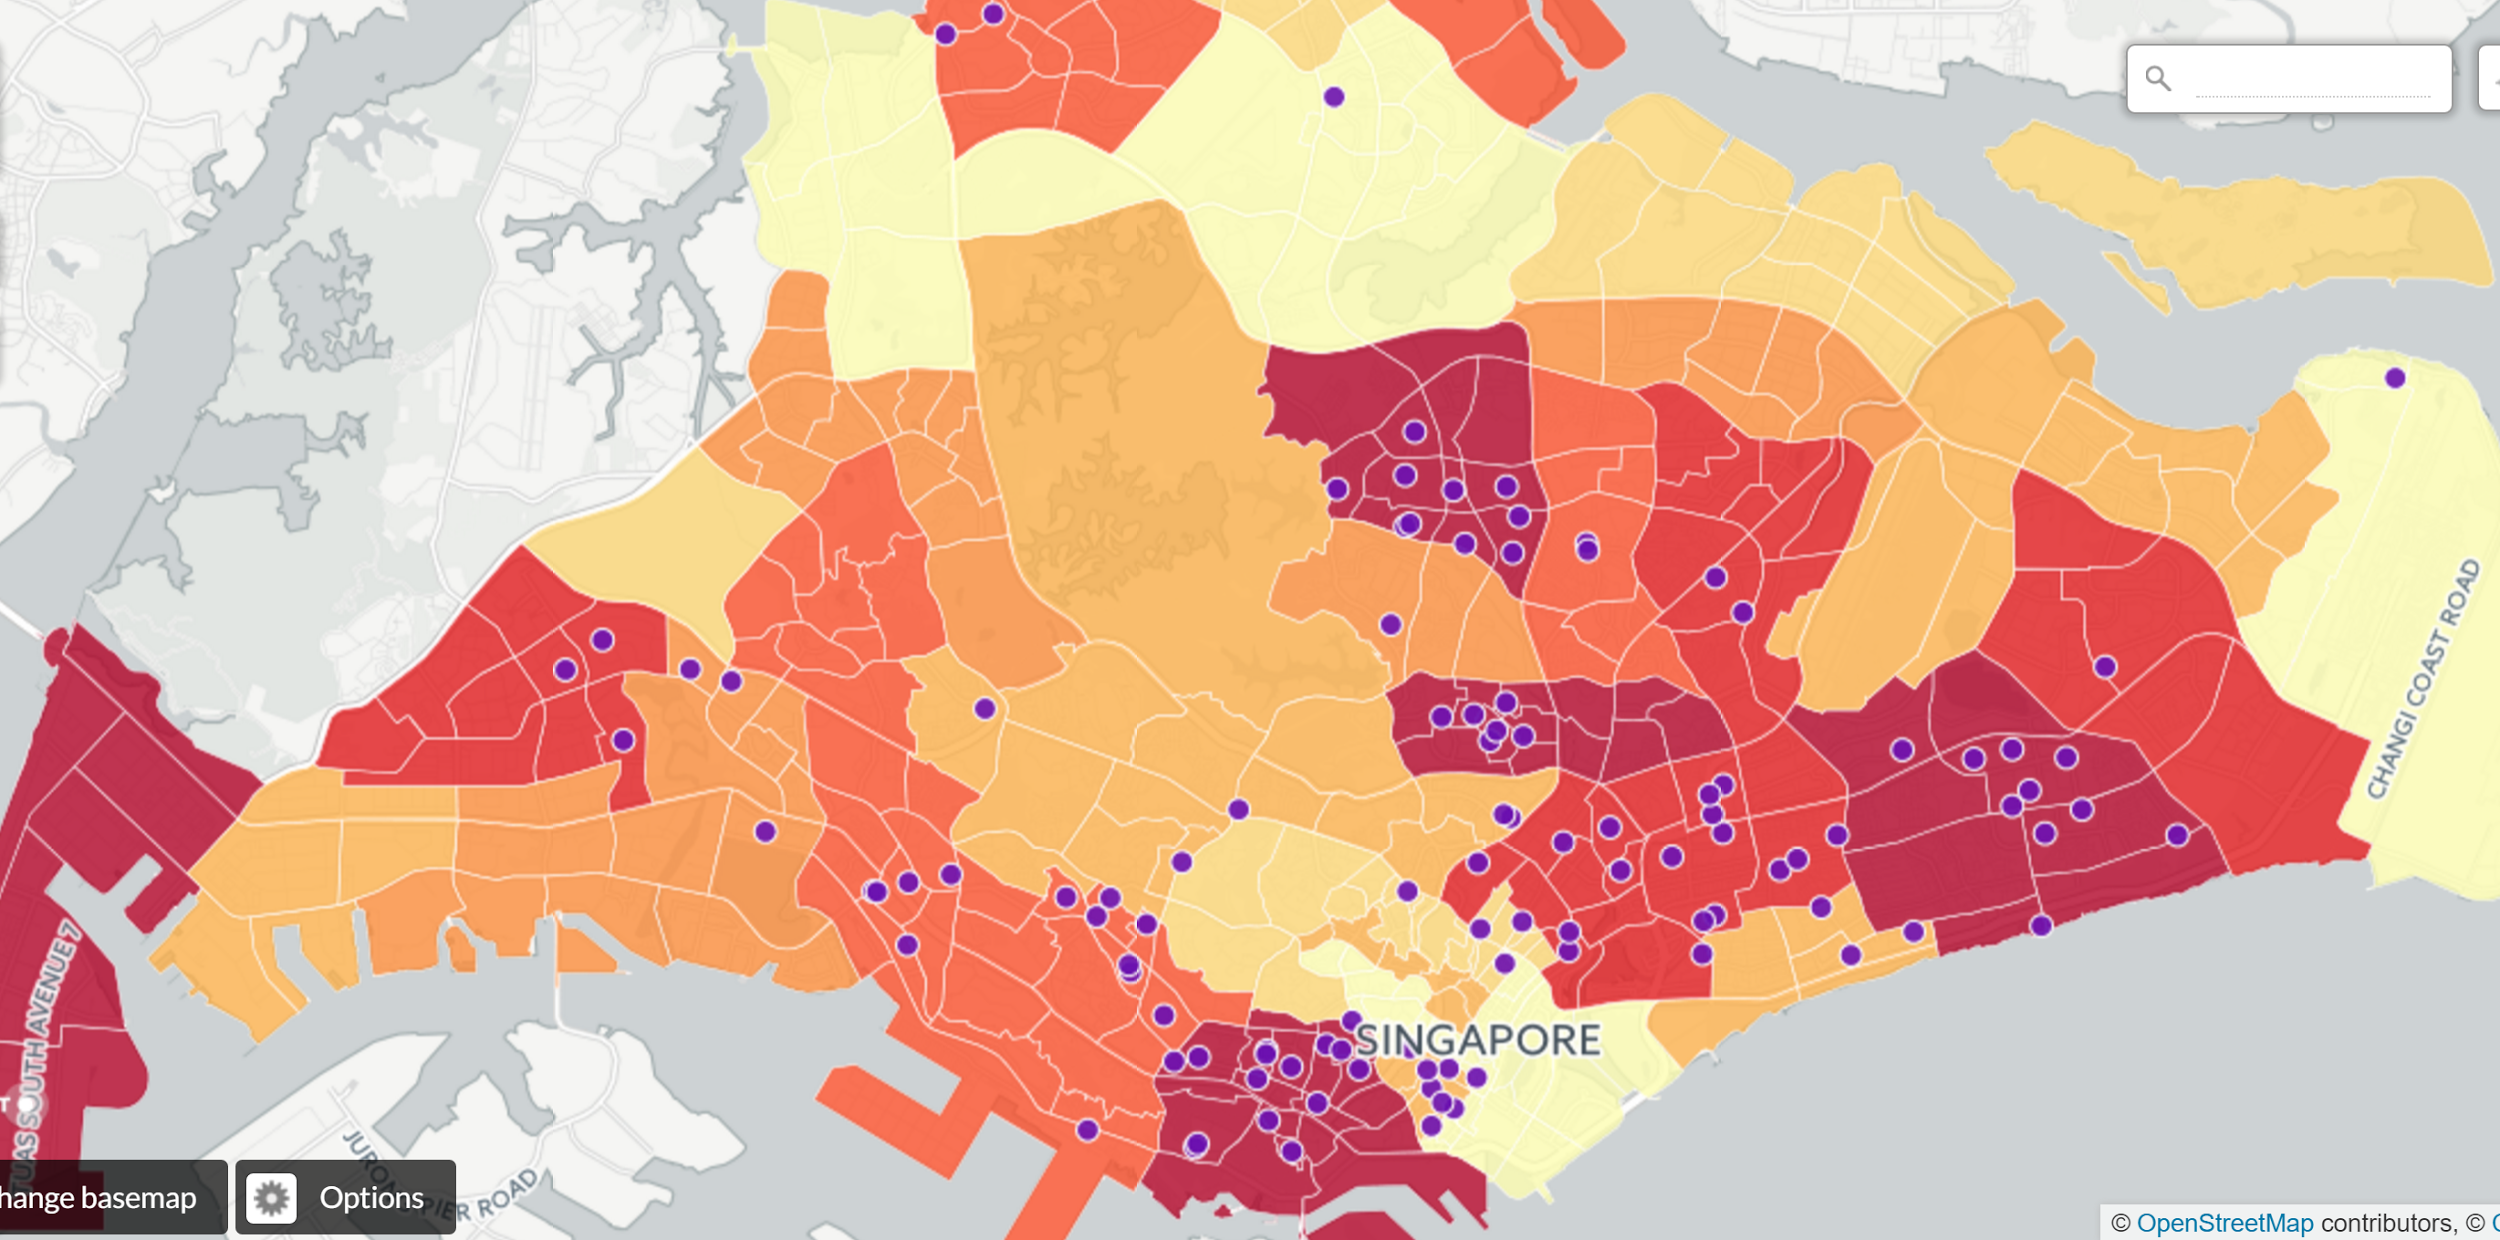 CHANGI COAST ROAD
TUAS SOUTH AVENUE 7
SINGAPORE
T
hange basemap
Options
© OpenStreetMap contributors, ©